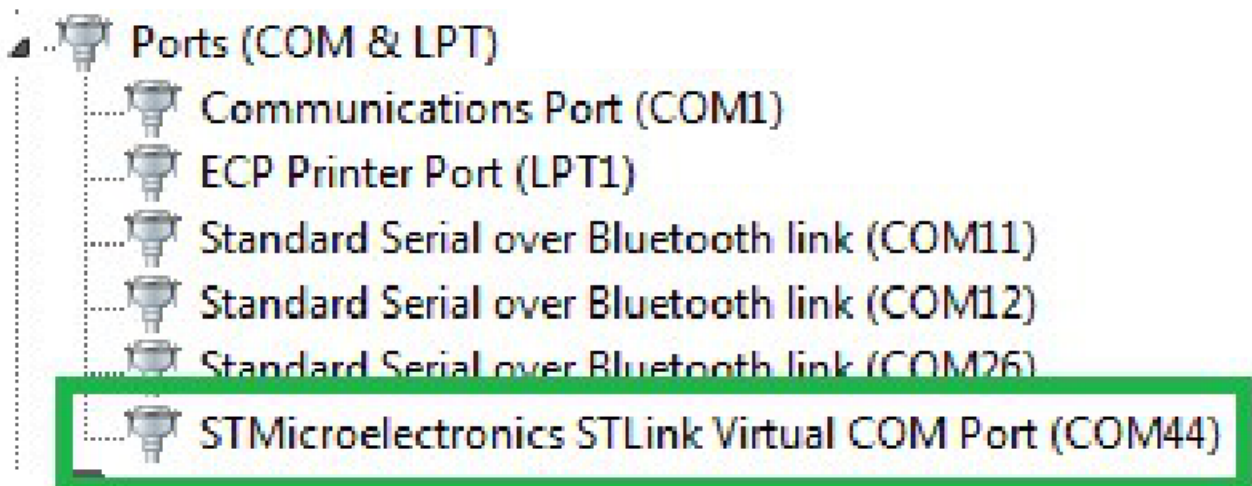 Ports (COM & LPT)
Communications Port (COM1)
ECP Printer Port (LPT1)
Standard Serial over Bluetooth link (COM11)
Standard Serial over Bluetooth link (COM12)
Standard Serial over Bluetooth link (COM26)
STMicroelectronics STLink Virtual COM Port (COM44)